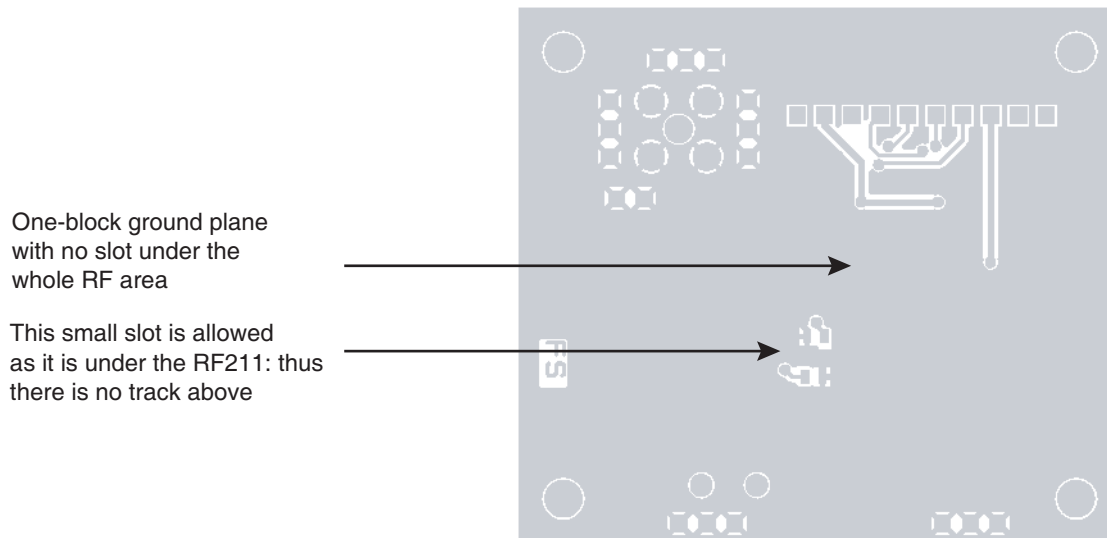 One-block ground plane
with no slot under the
whole RF area
This small slot is allowed
as it is under the RF211: thus
there is no track above
FS